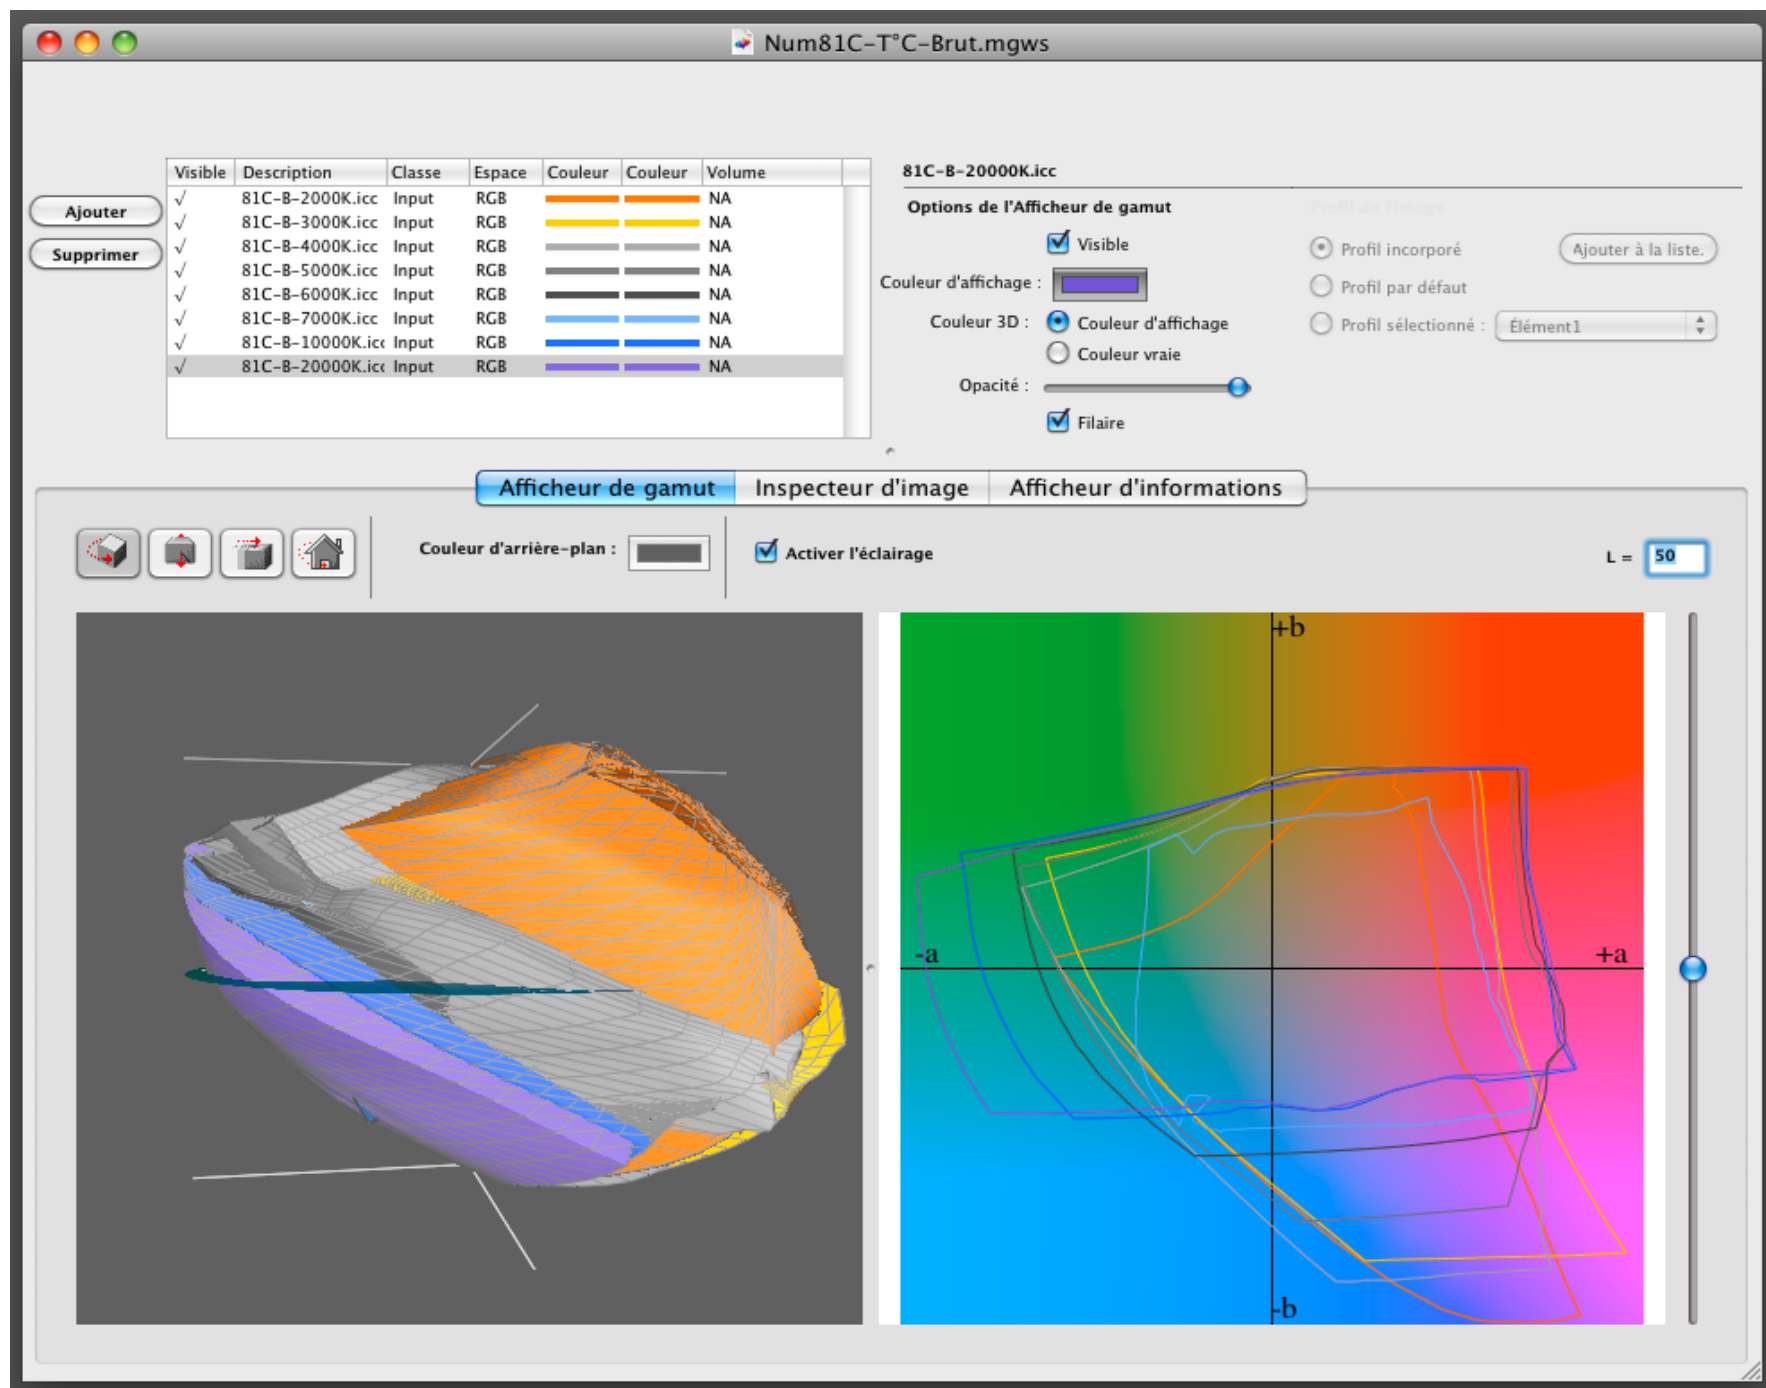 Num81C-T°C-Brut.mgws
Ajouter
Supprimer
Visible Description Classe Espace Couleur Couleur Volume
√ 81C-B-2000K.icc Input RGB NA
√ 81C-B-3000K.icc Input RGB NA
√ 81C-B-4000K.icc Input RGB NA
√ 81C-B-5000K.icc Input RGB NA
√ 81C-B-6000K.icc Input RGB NA
√ 81C-B-7000K.icc Input RGB NA
√ 81C-B-10000K.icc Input RGB NA
√ 81C-B-20000K.icc Input RGB NA
81C-B-20000K.icc
Options de l'Afficheur de gamut
Visible
Couleur d'affichage :
Couleur 3D : Couleur d'affichage
Couleur vraie
Opacité :
Filaire
Profil de l'image
Profil incorporé Ajouter à la liste.
Profil par défaut
Profil sélectionné : Élément1
Afficheur de gamut Inspecteur d'image Afficheur d'informations
Couleur d'arrière-plan : Activer l'éclairage L = 50
+b
-a +a
-b